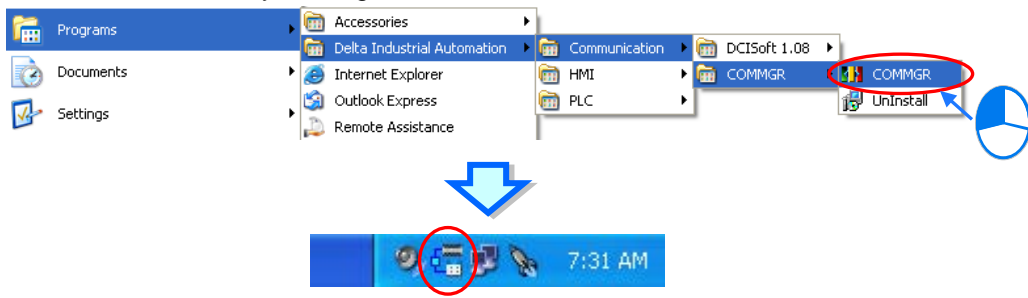 Programs
Documents
Settings
Accessories
Delta Industrial Automation
Internet Explorer
Outlook Express
Remote Assistance
Communication
HMI
PLC
DCISoft 1.08
COMMGR
COMMGR
UnInstall
7:31 AM